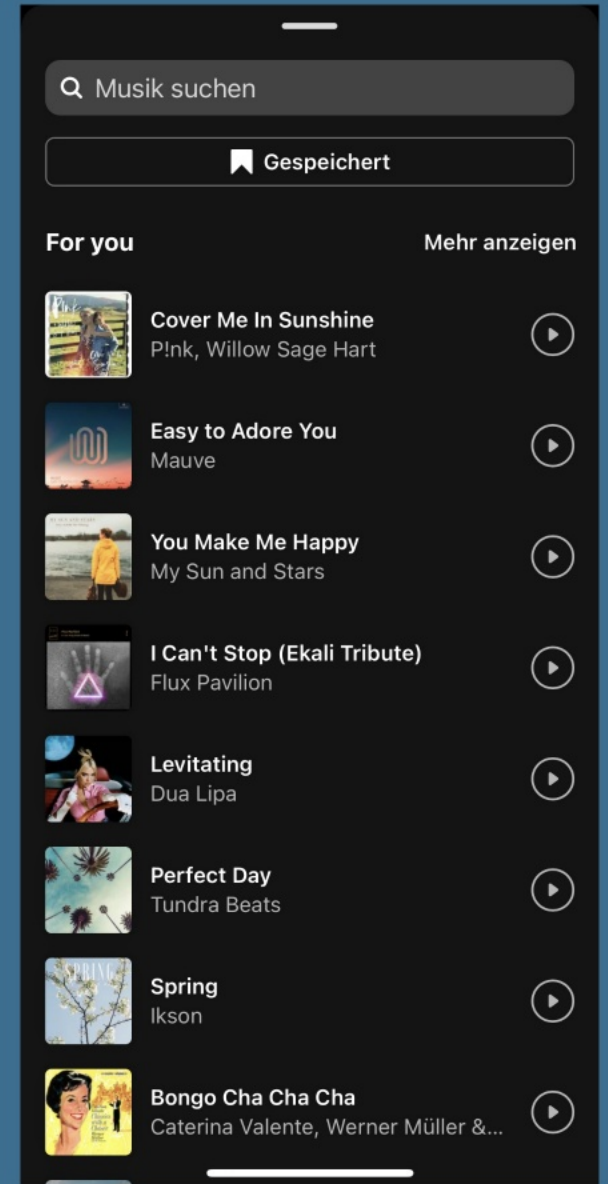 Musik suchen
Gespeichert
For you
Mehr anzeigen
Cover Me In Sunshine
P!nk, Willow Sage Hart
Easy to Adore You
Mauve
You Make Me Happy
My Sun and Stars
I Can't Stop (Ekali Tribute)
Flux Pavilion
Levitating
Dua Lipa
Perfect Day
Tundra Beats
SPRING
Spring
Ikson
Bongo Cha Cha Cha
Caterina Valente, Werner Müller &...